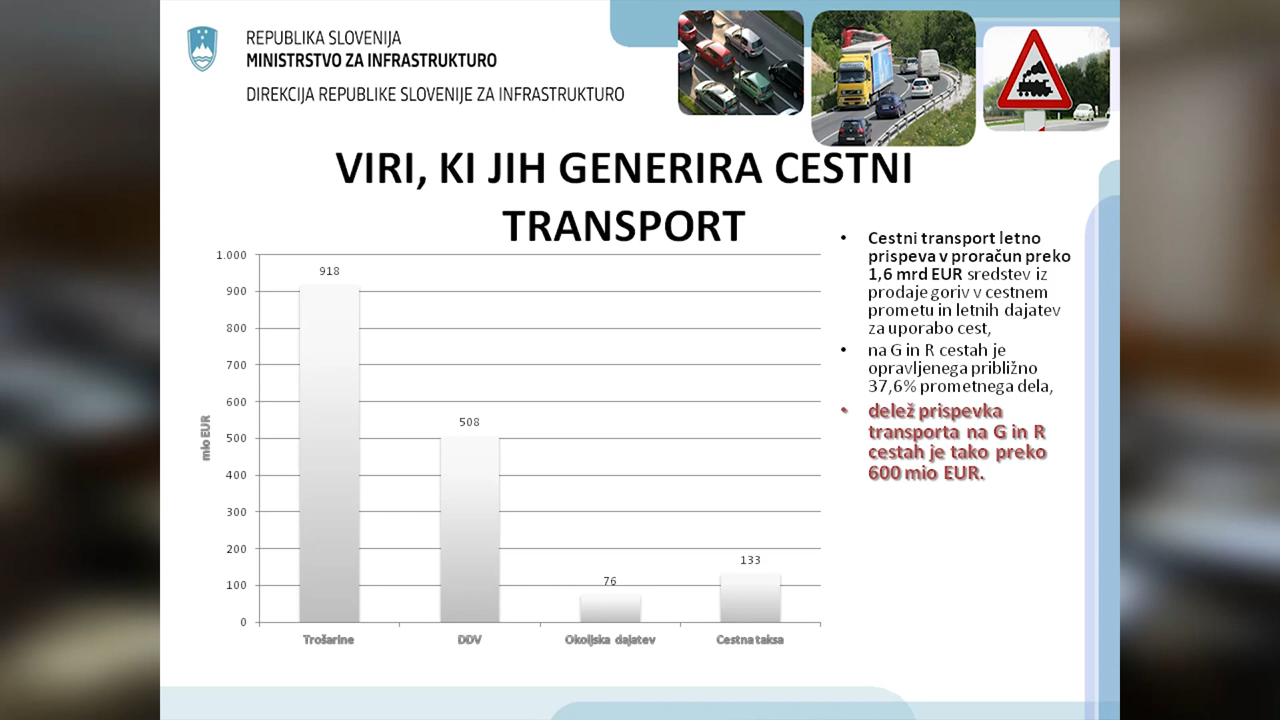 REPUBLIKA SLOVENIJA
MINISTRSTVO ZA INFRASTRUKTURO
DIREKCIJA REPUBLIKE SLOVENIJE ZA INFRASTRUKTURO
VIRI, KI JIH GENERIRA CESTNI
TRANSPORT
1.000
900
800
700
600
500
400
300
200
100
0
mio EUR
918
508
76
133
Trošarine
DDV
Okoljska dajatev
Cestna taksa
• Cestni transport letno
prispeva v proračun preko
1,6 mrd EUR sredstev iz
prodaje goriv v cestnem
prometu in letnih dajatev
za uporabo cest,
• na G in R cestah je
opravljenega približno
37,6% prometnega dela,
• delež prispevka
transporta na G in R
cestah je tako preko
600 mio EUR.